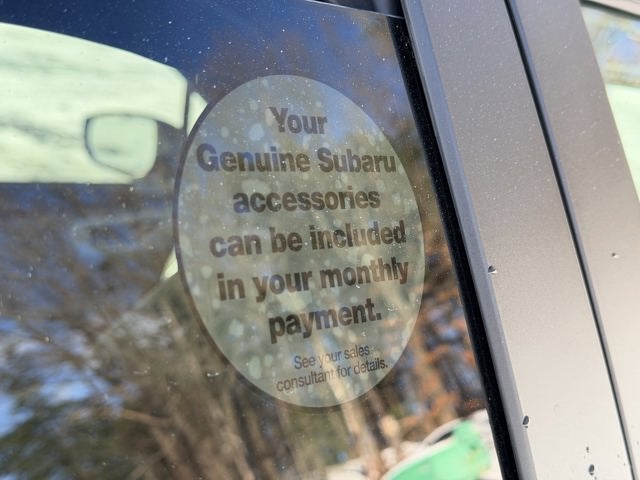 Your
Genuine Subaru
accessories
can be included
in your monthly
payment.
See your sales
consultant for details.